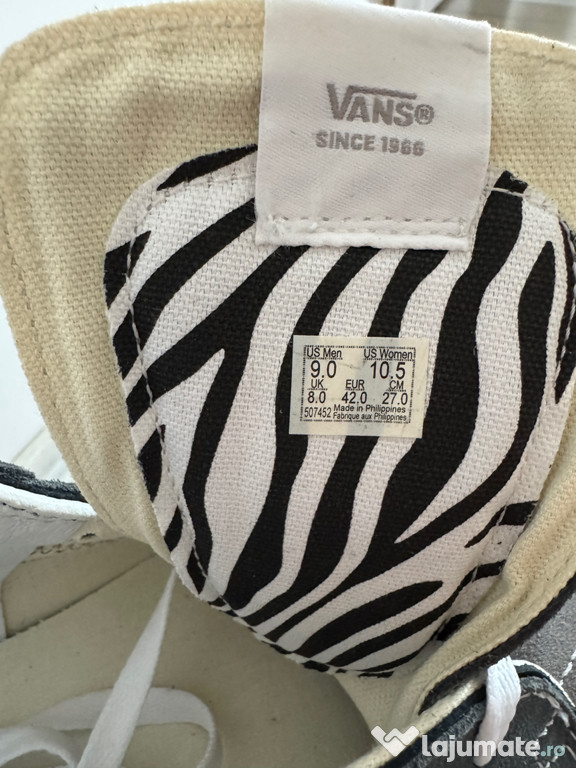 VANS®
SINCE 1966
US Men US Women
9.0 10.5
UK EUR CM
8.0 42.0 27.0
507452 Made in Philippines
Fabrique aux Philippines
lajumate.ro